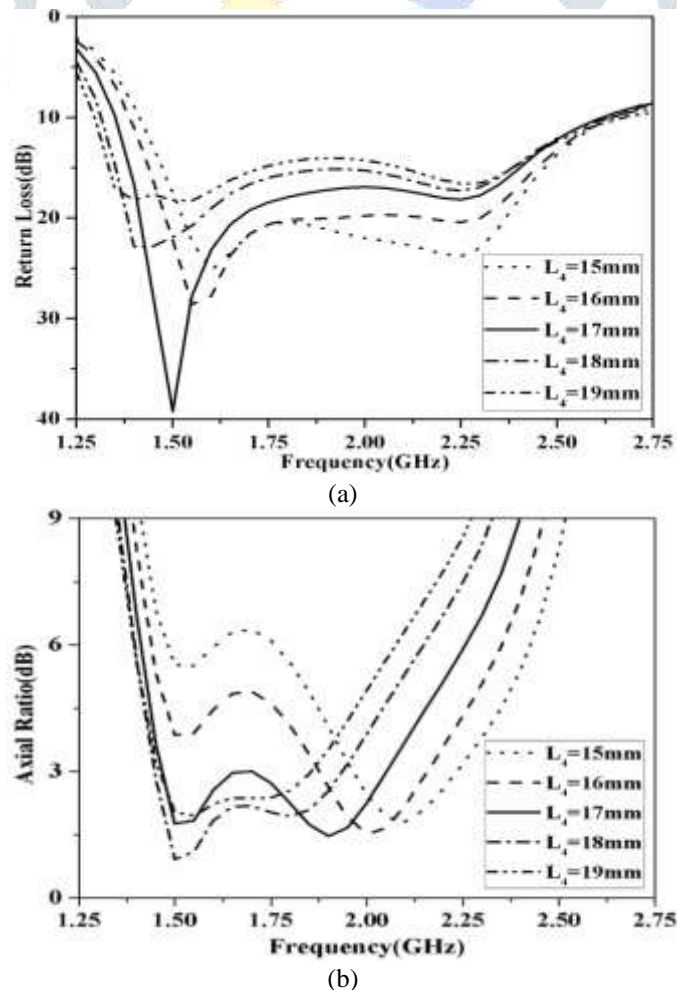 0
10
20
30
40
Return Loss(dB)
L4=15mm
L4=16mm
L4=17mm
L4=18mm
L4=19mm
1.25 1.50 1.75 2.00 2.25 2.50 2.75
Frequency(GHz)
(a)
9
6
3
0
Axial Ratio(dB)
L4=15mm
L4=16mm
L4=17mm
L4=18mm
L4=19mm
1.25 1.50 1.75 2.00 2.25 2.50 2.75
Frequency(GHz)
(b)